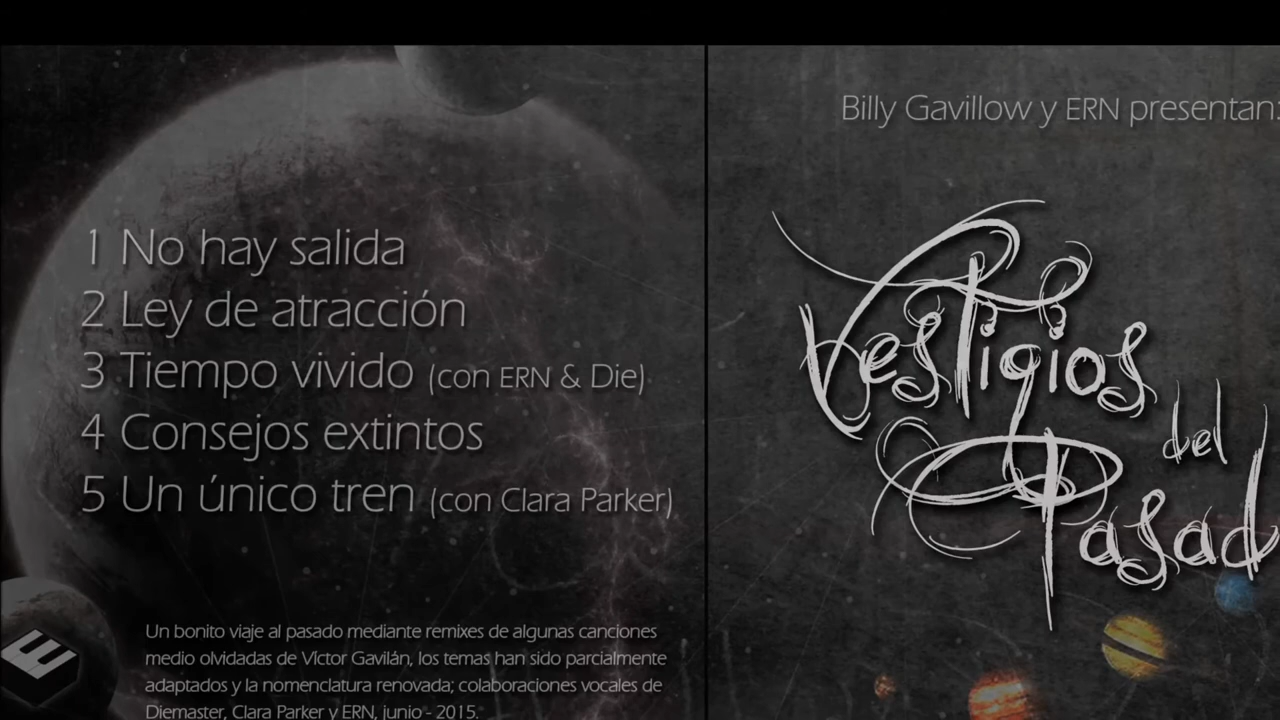 1 No hay salida
2 Ley de atracción
3 Tiempo vivido (con ERN & Die)
4 Consejos extintos
5 Un único tren (con Clara Parker)
Un bonito viaje al pasado mediante remixes de algunas canciones
medio olvidadas de Víctor Gavilán, los temas han sido parcialmente
adaptados y la nomenclatura renovada; colaboraciones vocales de
Diemaster, Clara Parker y ERN, junio - 2015.
Billy Gavillow y ERN presentan:
Vestigios
del
Pasad